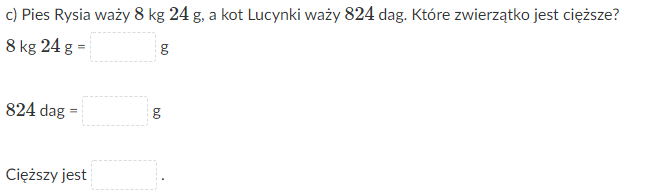 c) Pies Rysia waży 8 kg 24 g, a kot Lucynki waży 824 dag. Które zwierzątko jest cięższe?
8 kg 24 g = g
824 dag = g
Cięższy jest .